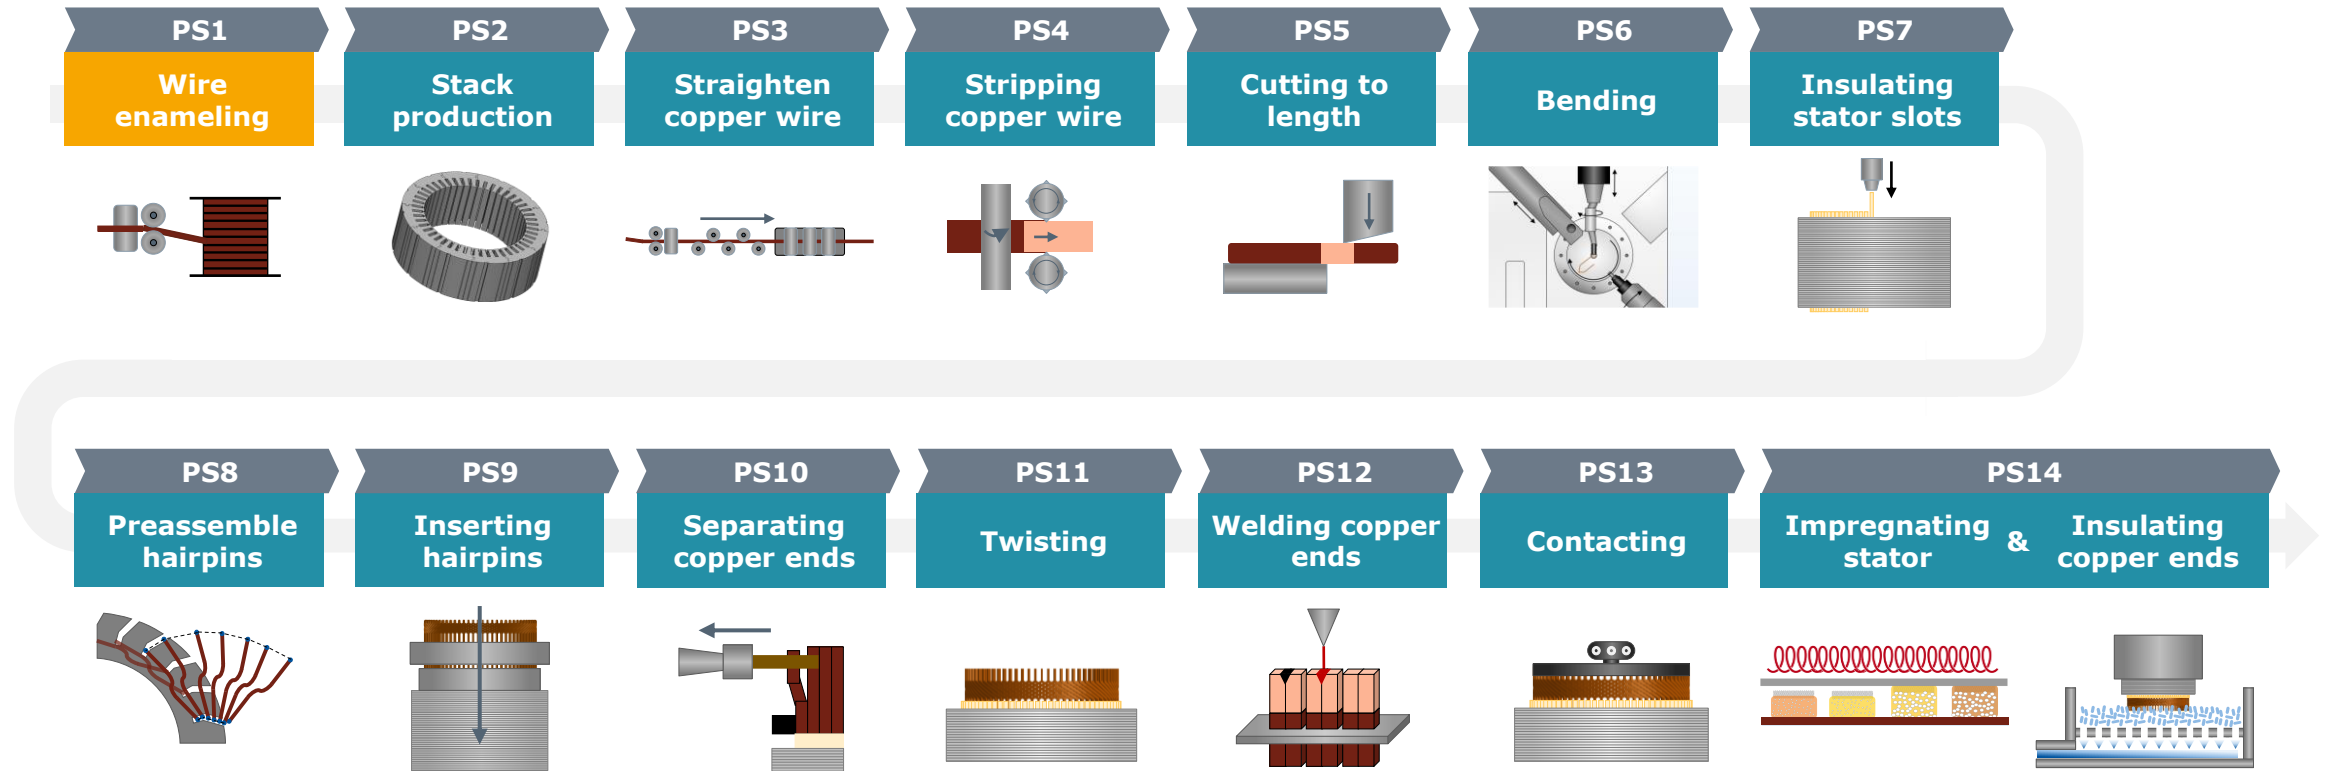 PS1
Wire
enameling
PS2
Stack
production
PS3
Straighten
copper wire
PS4
Stripping
copper wire
PS5
Cutting to
length
PS6
Bending
PS7
Insulating
stator slots
PS8
Preassemble
hairpins
PS9
Inserting
hairpins
PS10
Separating
copper ends
PS11
Twisting
PS12
Welding copper
ends
PS13
Contacting
PS14
Impregnating
stator
&
Insulating
copper ends